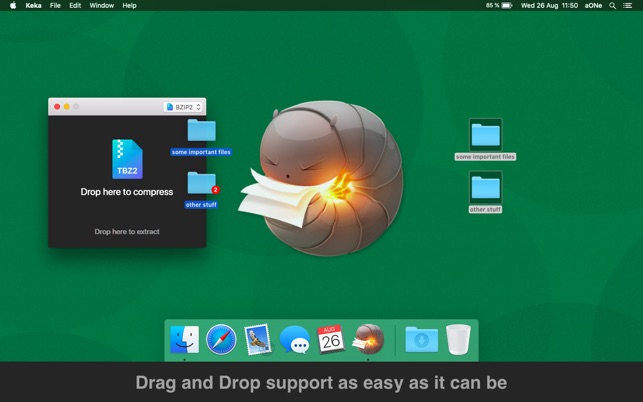 Keka File Edit Window Help
85 % Wed 26 Aug 11:50 aONe
BZIP2
TBZ2
Drop here to compress
Drop here to extract
some important files
2
other stuff
some important files
other stuff
AUG
26
Drag and Drop support as easy as it can be